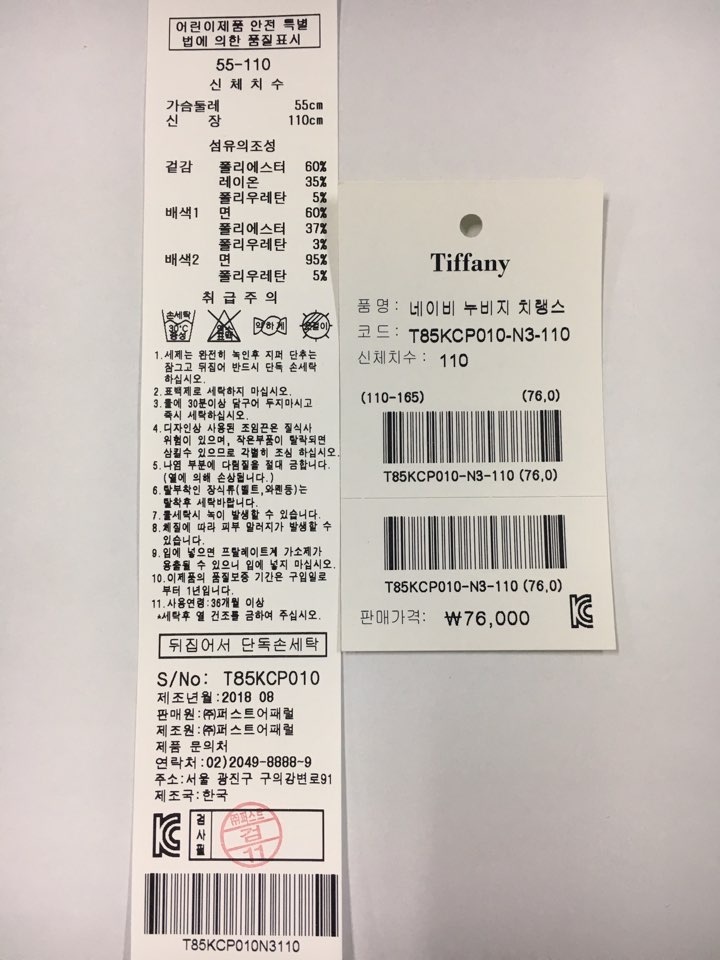 어린이제품 안전 특별
법에 의한 품질표시
55-110
신 체 치 수
가슴둘레 55cm
신 장 110cm
섬유의조성
겉감 폴리에스터 60%
레이온 35%
폴리우레탄 5%
배색1 면 60%
폴리에스터 37%
폴리우레탄 3%
배색2 면 95%
폴리우레탄 5%
취 급 주 의
손세탁
30℃
중성
염소
표백
약하게
옷걸이
1.세제는 완전히 녹인후 지퍼 단추는
잠그고 뒤집어 반드시 단독 손세탁
하십시오.
2.표백제로 세탁하지 마십시오.
3.물에 30분이상 담구어 두지마시고
즉시 세탁하십시오.
4.디자인상 사용된 조임끈은 질식사
위험이 있으며, 작은부품이 탈락되면
삼킬수 있으므로 각별히 조심 하십시오.
5.나염 부분에 다림질을 절대 금합니다.
(열에 의해 손상됩니다.)
6.탈부착인 장식류(벨트,와펜등)는
탈착후 세탁바랍니다.
7.물세탁시 녹이 발생할 수 있습니다.
8.체질에 따라 피부 알러지가 발생할 수
있습니다.
9.입에 넣으면 프탈레이트계 가소제가
용출될 수 있으니 입에 넣지 마십시오.
10.이제품의 품질보증 기간은 구입일로
부터 1년입니다.
11.사용연령:36개월 이상
*세탁후 열 건조를 금하여 주십시오.
뒤집어서 단독손세탁
S/No: T85KCP010
제조년월:2018 08
판매원:㈜퍼스트어패럴
제조원:㈜퍼스트어패럴
제품 문의처
연락처:02)2049-8888~9
주소:서울 광진구 구의강변로91
제조국:한국
KC
검사필
㈜퍼스트
검
11
T85KCP010N3110
Tiffany
품명: 네이비 누비지 치랭스
코드: T85KCP010-N3-110
신체치수: 110
(110-165) (76,0)
T85KCP010-N3-110 (76,0)
T85KCP010-N3-110 (76,0)
판매가격: ₩76,000
KC